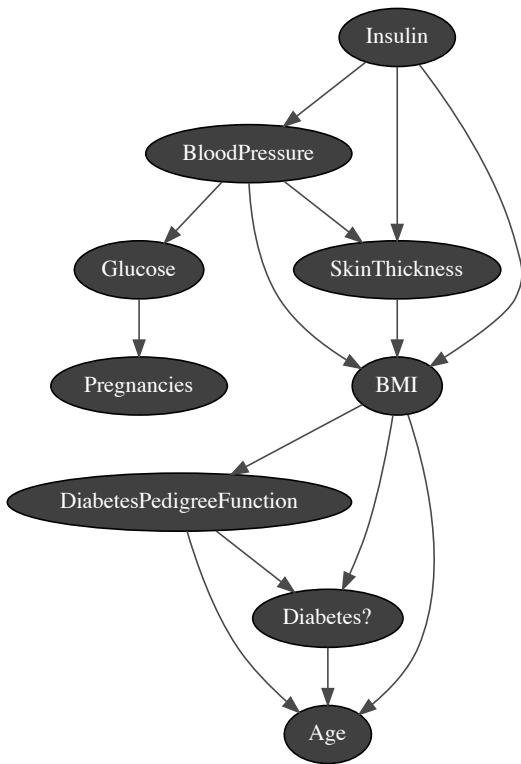 Insulin
BloodPressure
Glucose
SkinThickness
Pregnancies
BMI
DiabetesPedigreeFunction
Diabetes?
Age